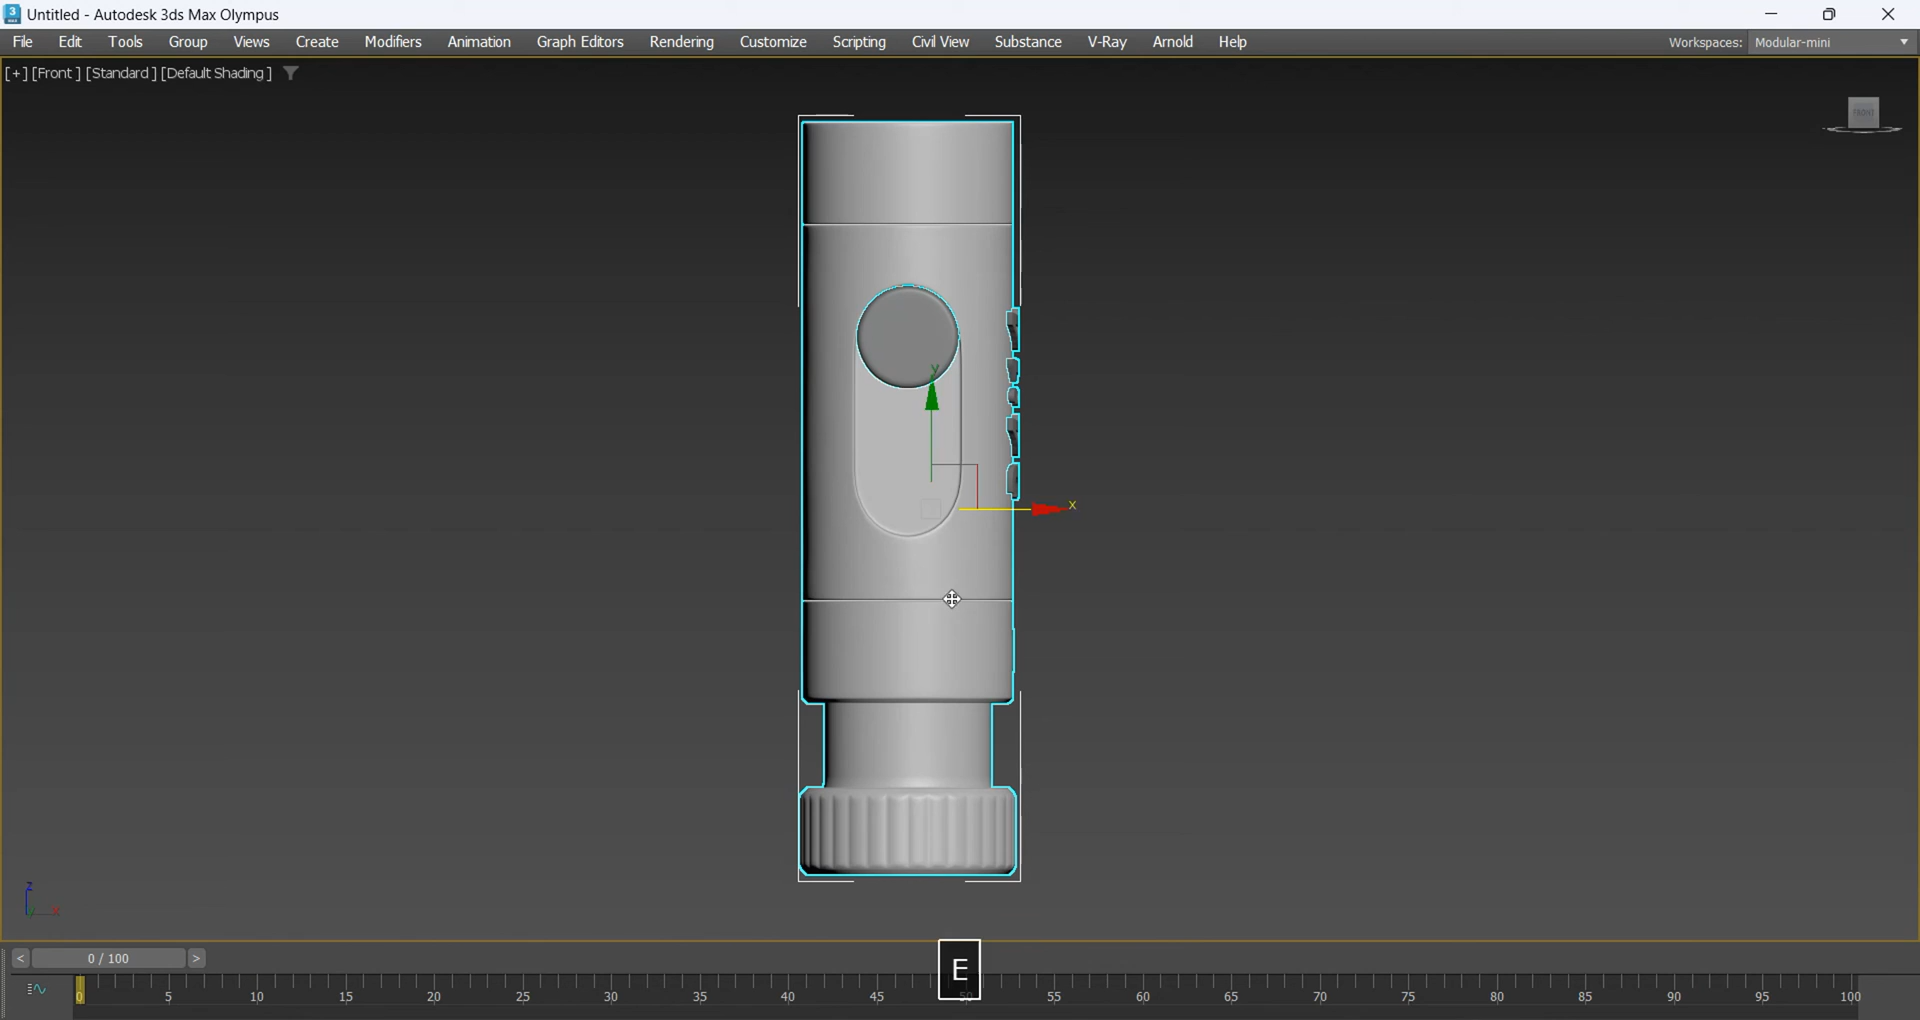 Untitled - Autodesk 3ds Max Olympus
File Edit Tools Group Views Create Modifiers Animation Graph Editors Rendering Customize Scripting Civil View Substance V-Ray Arnold Help Workspaces: Modular-mini
[+] [Front ] [Standard ] [Default Shading ]
FRONT
y
x
z
y x
< 0 / 100 >
E
0 5 10 15 20 25 30 35 40 45 50 55 60 65 70 75 80 85 90 95 100